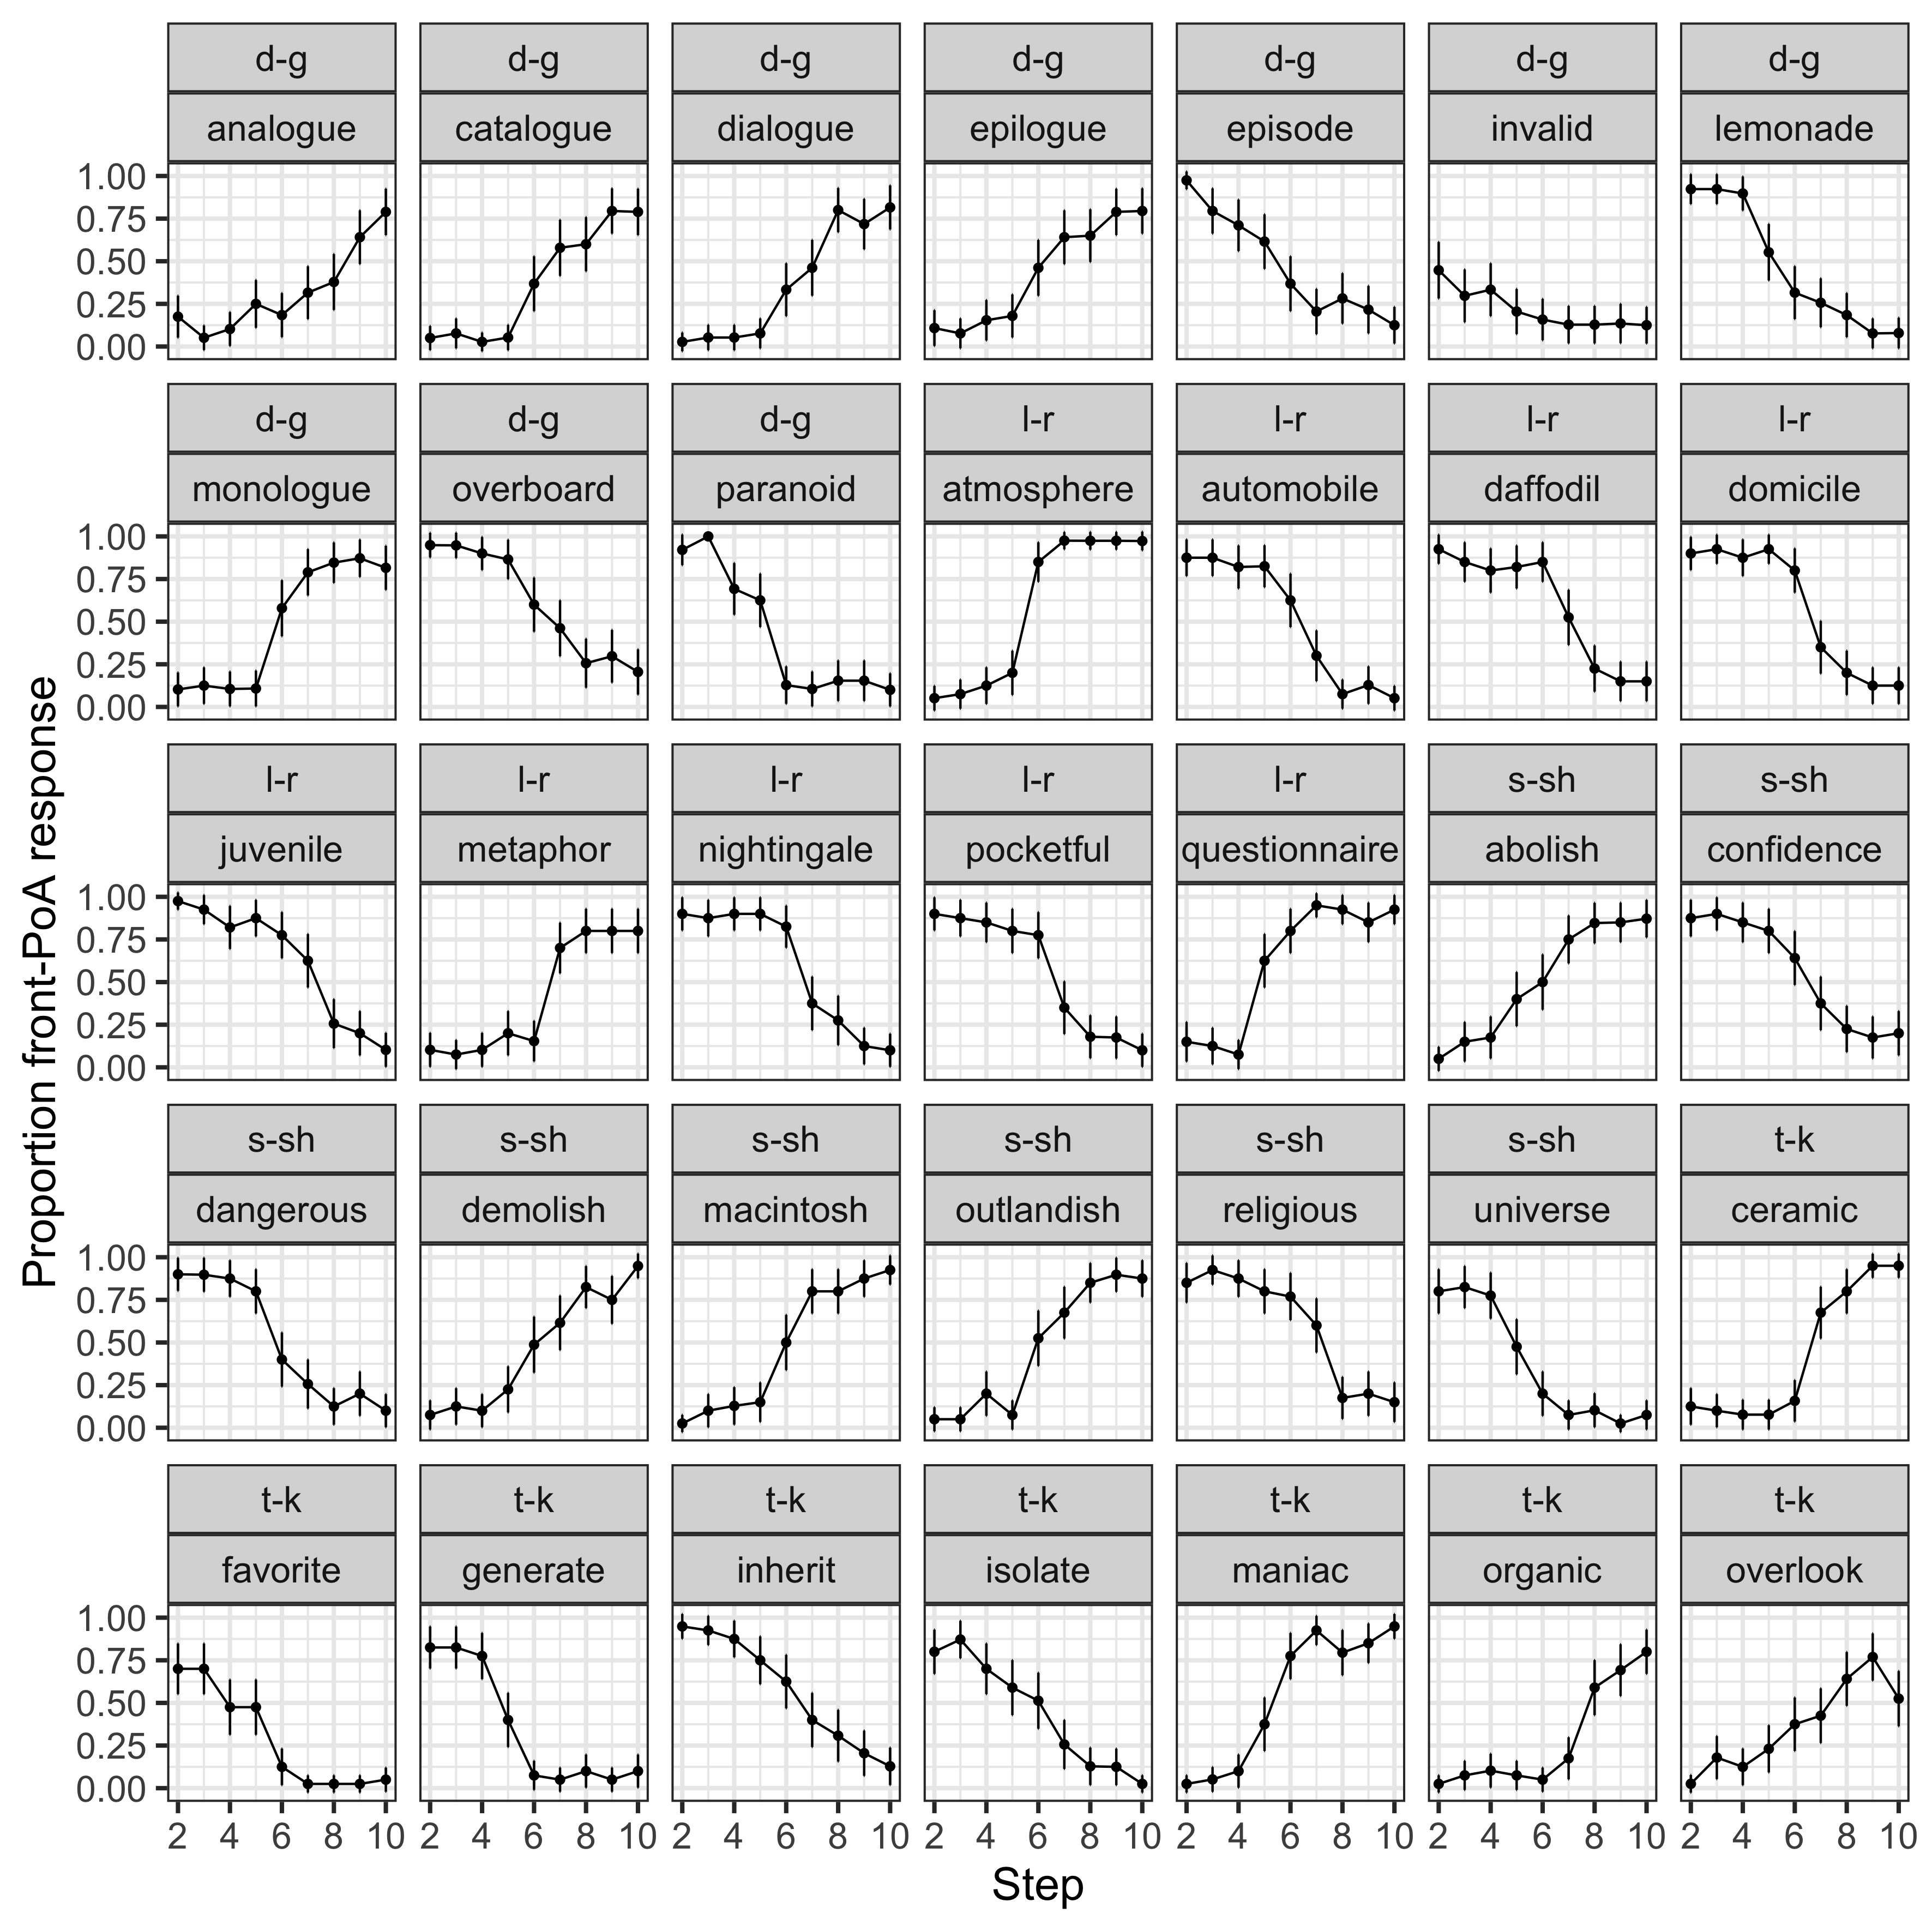 d-g d-g d-g d-g d-g d-g d-g
analogue catalogue dialogue epilogue episode invalid lemonade
1.00
0.75
0.50
0.25
0.00
d-g d-g d-g l-r l-r l-r l-r
monologue overboard paranoid atmosphere automobile daffodil domicile
1.00
0.75
0.50
0.25
0.00
l-r l-r l-r l-r l-r s-sh s-sh
juvenile metaphor nightingale pocketful questionnaire abolish confidence
1.00
0.75
0.50
0.25
0.00
s-sh s-sh s-sh s-sh s-sh s-sh t-k
dangerous demolish macintosh outlandish religious universe ceramic
1.00
0.75
0.50
0.25
0.00
t-k t-k t-k t-k t-k t-k t-k
favorite generate inherit isolate maniac organic overlook
1.00
0.75
0.50
0.25
0.00
2 4 6 8 10 2 4 6 8 10 2 4 6 8 10 2 4 6 8 10 2 4 6 8 10 2 4 6 8 10 2 4 6 8 10
Step
Proportion front-PoA response